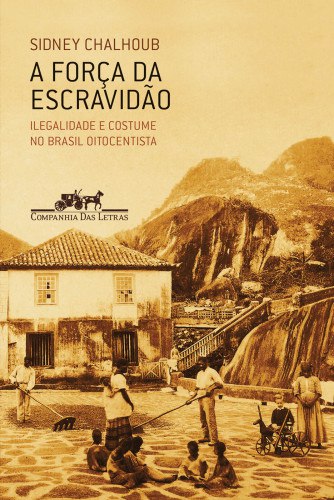 SIDNEY CHALHOUB
A FORÇA DA
ESCRAVIDÃO
ILEGALIDADE E COSTUME
NO BRASIL OITOCENTISTA
COMPANHIA DAS LETRAS